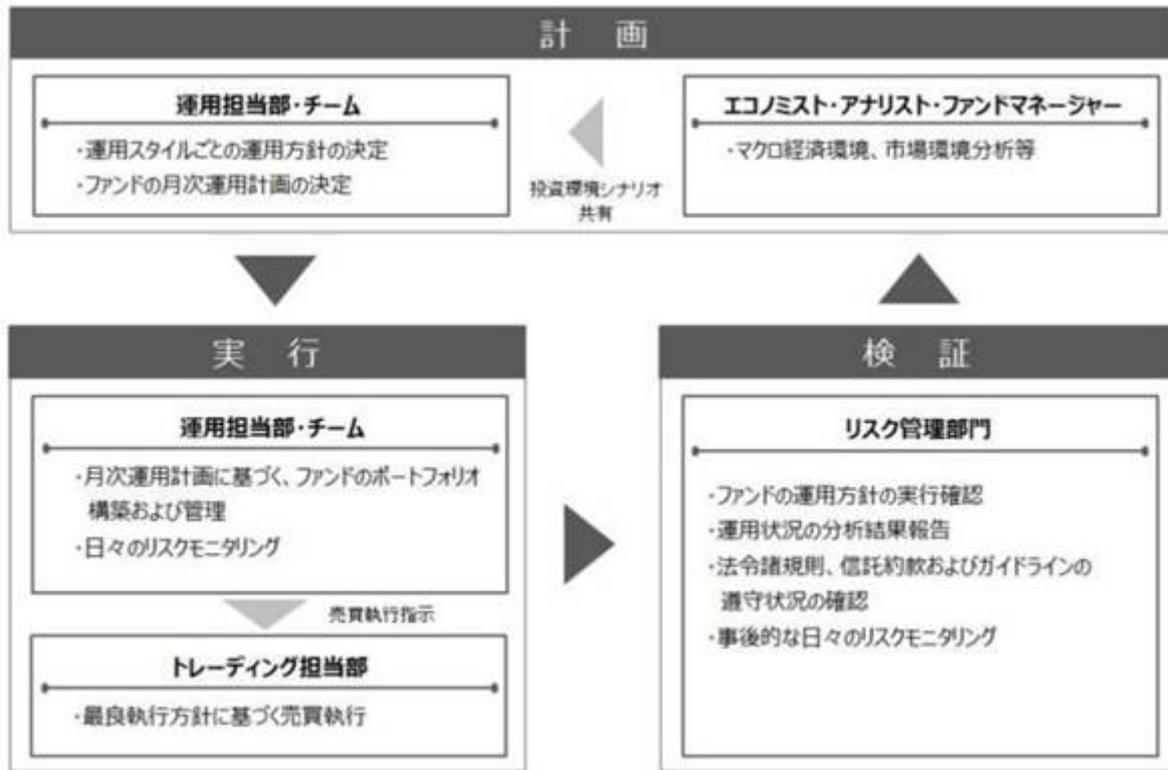 計 画
運用担当部・チーム
・運用スタイルごとの運用方針の決定
・ファンドの月次運用計画の決定
投資環境シナリオ
共有
エコノミスト・アナリスト・ファンドマネージャー
・マクロ経済環境、市場環境分析等
実 行
運用担当部・チーム
・月次運用計画に基づく、ファンドのポートフォリオ
構築および管理
・日々のリスクモニタリング
売買執行指示
トレーディング担当部
・最良執行方針に基づく売買執行
検 証
リスク管理部門
・ファンドの運用方針の実行確認
・運用状況の分析結果報告
・法令諸規則、信託約款およびガイドラインの
遵守状況の確認
・事後的な日々のリスクモニタリング